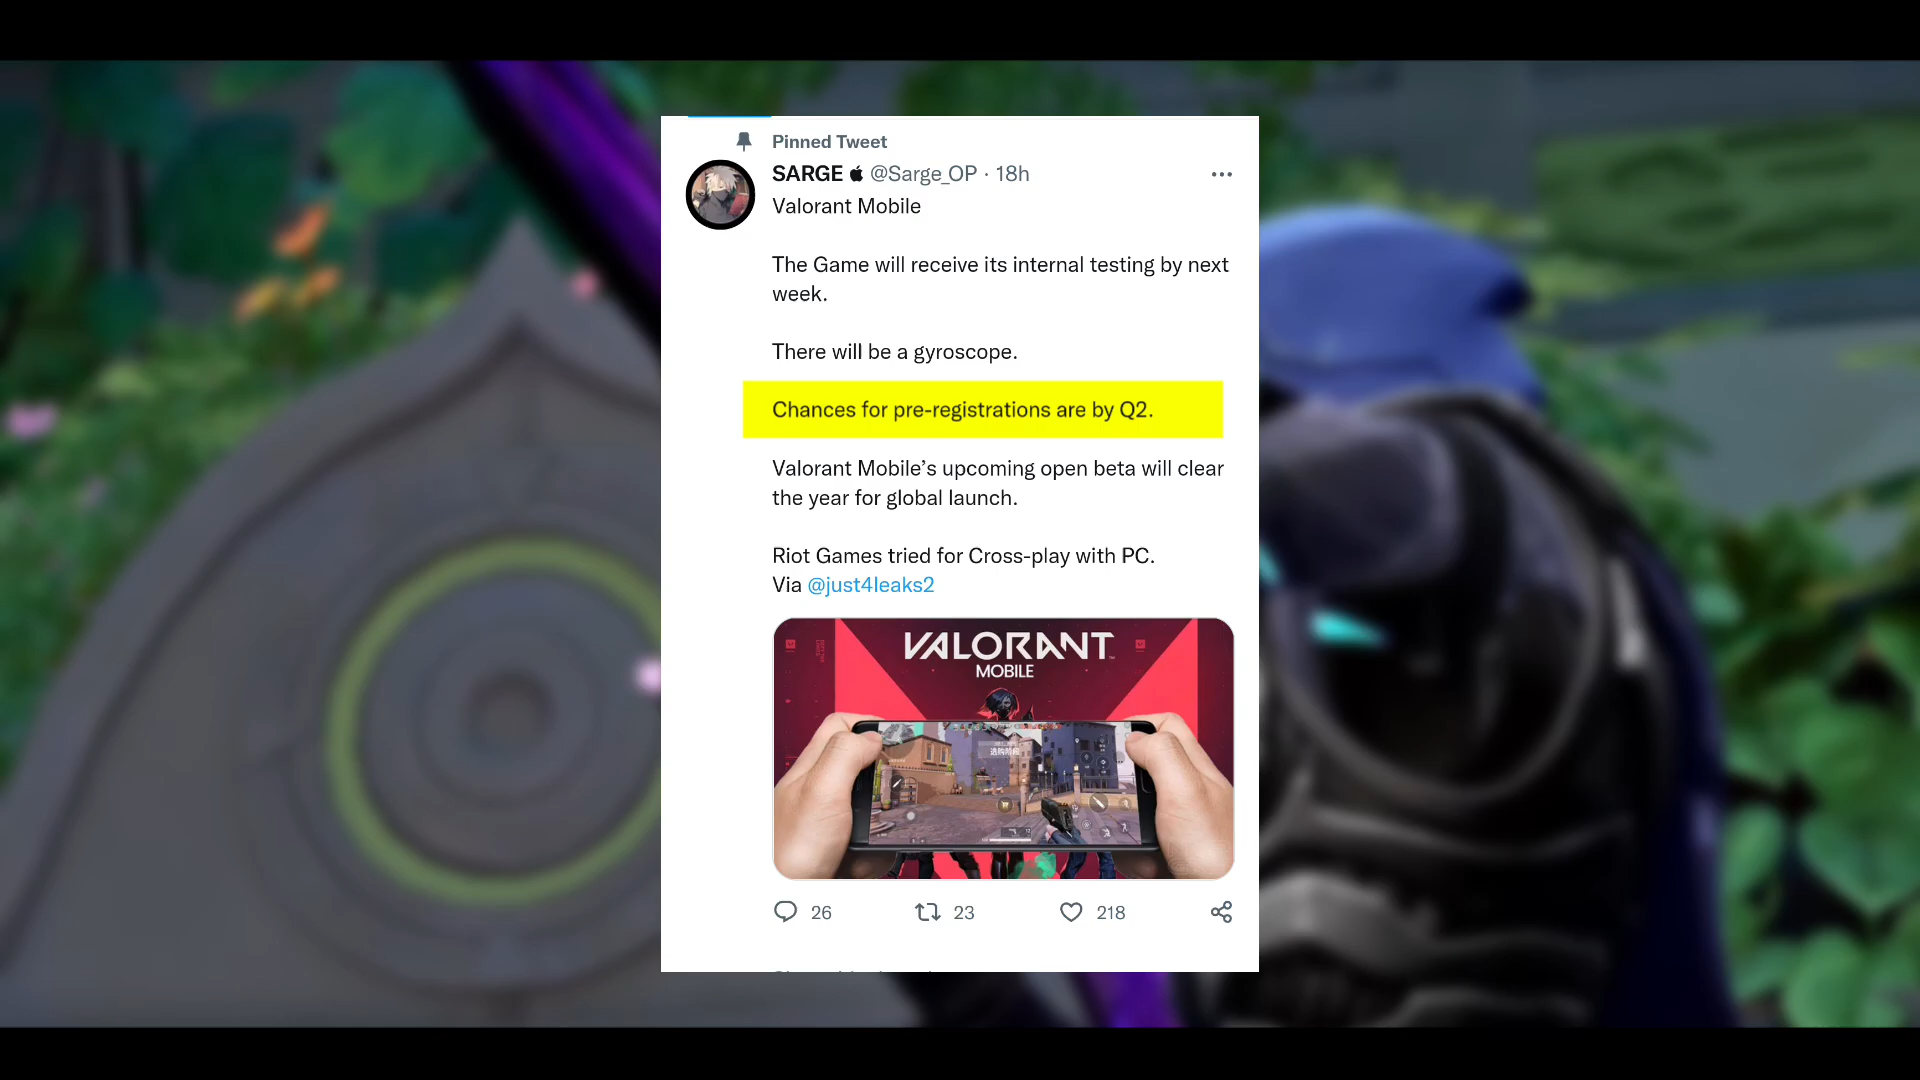 Pinned Tweet
SARGE @Sarge_OP · 18h
Valorant Mobile
The Game will receive its internal testing by next
week.
There will be a gyroscope.
Chances for pre-registrations are by Q2.
Valorant Mobile’s upcoming open beta will clear
the year for global launch.
Riot Games tried for Cross-play with PC.
Via @just4leaks2
VALORANT
MOBILE
26 23 218